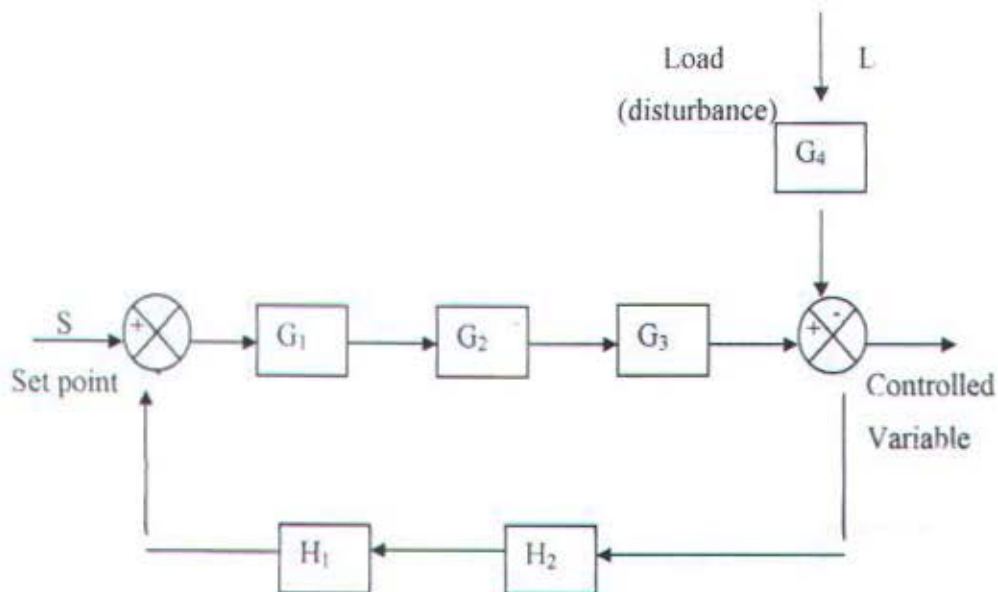 Load L
(disturbance)
G₄
S + G₁ G₂ G₃ + -
Set point
Controlled
Variable
H₁ H₂